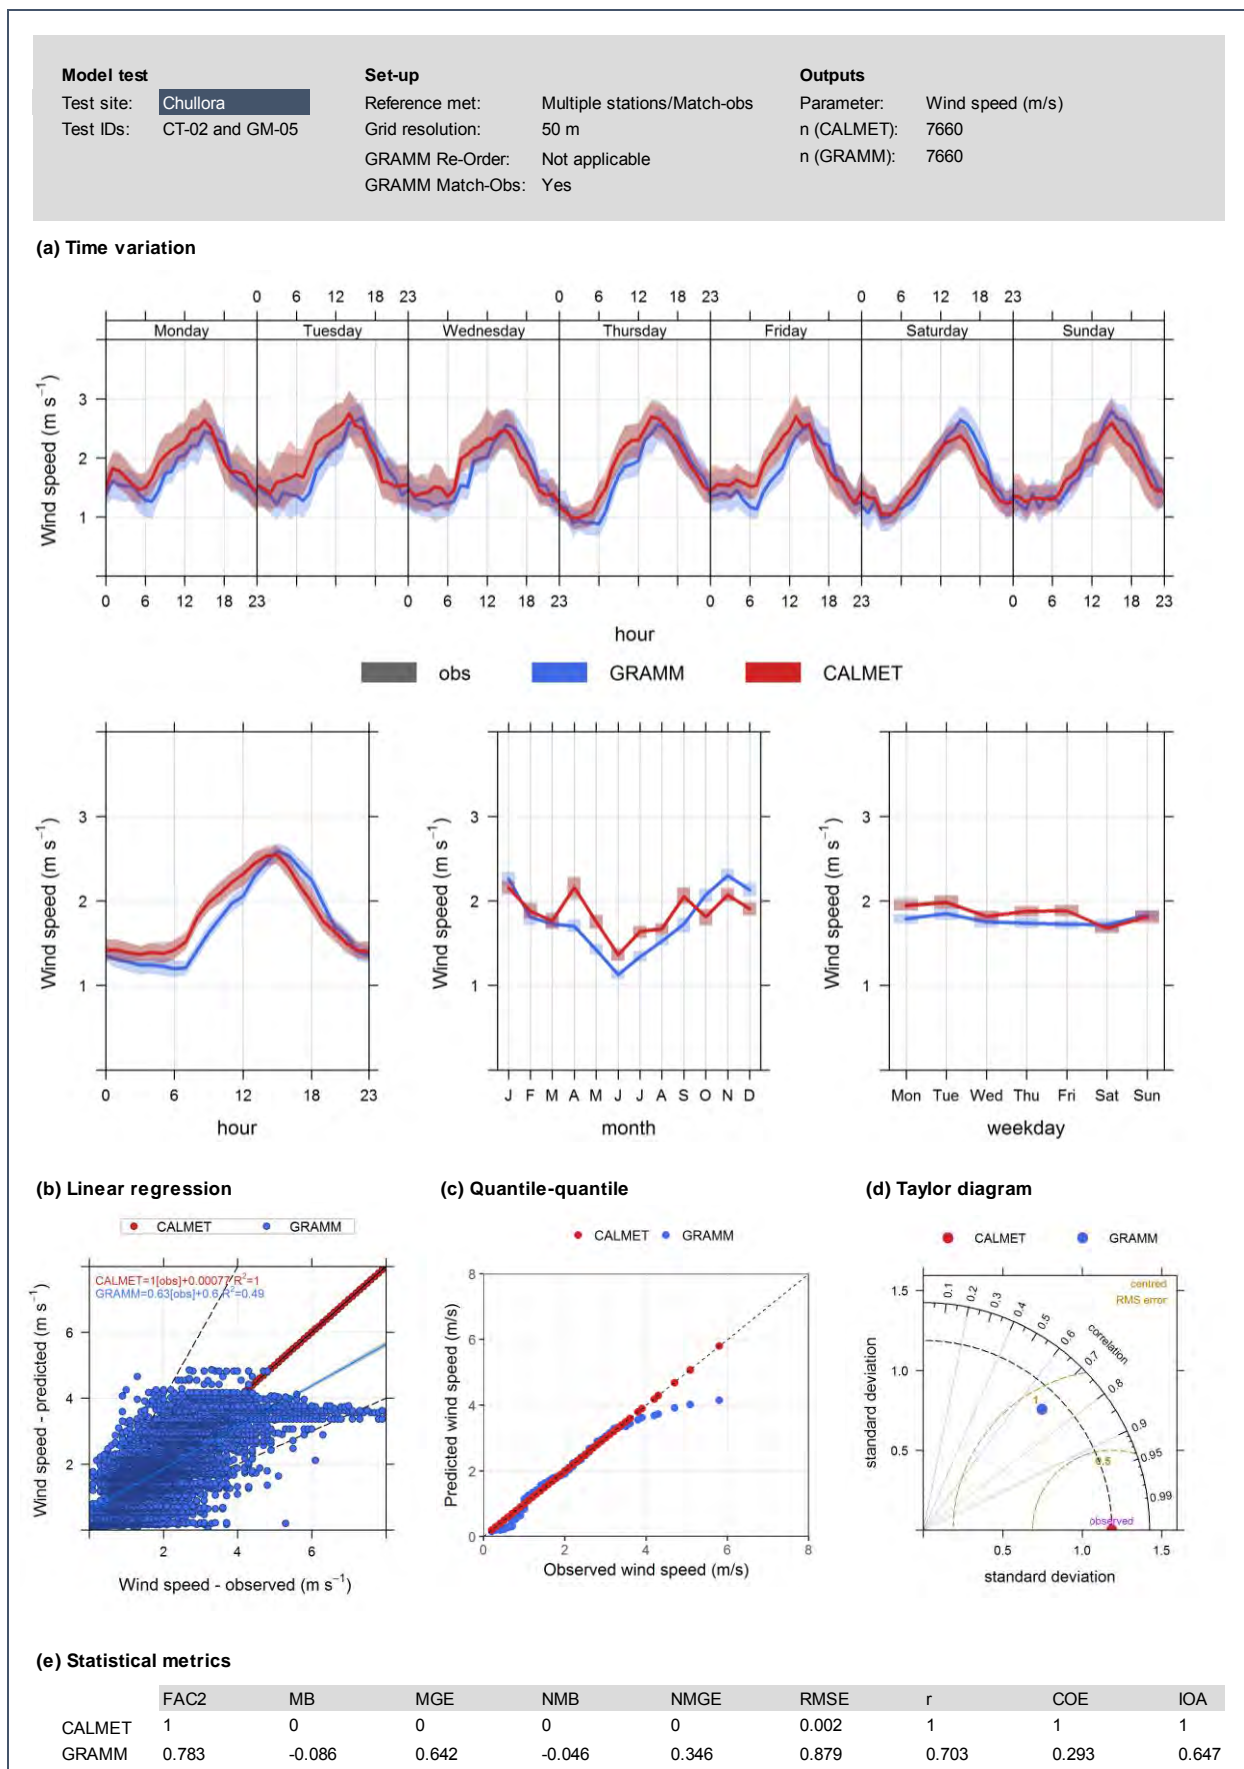 Model test Set-up Outputs
Test site: Chullora Reference met: Multiple stations/Match-obs Parameter: Wind speed (m/s)
Test IDs: CT-02 and GM-05 Grid resolution: 50 m n (CALMET): 7660
GRAMM Re-Order: Not applicable n (GRAMM): 7660
GRAMM Match-Obs: Yes
(a) Time variation
0 6 12 18 23 0 6 12 18 23 0 6 12 18 23
Monday Tuesday Wednesday Thursday Friday Saturday Sunday
Wind speed (m s⁻¹)
3
2
1
0 6 12 18 23 0 6 12 18 23 0 6 12 18 23 0 6 12 18 23
hour
obs GRAMM CALMET
Wind speed (m s⁻¹)
3
2
1
0 6 12 18 23
hour
Wind speed (m s⁻¹)
3
2
1
J F M A M J J A S O N D
month
Wind speed (m s⁻¹)
3
2
1
Mon Tue Wed Thu Fri Sat Sun
weekday
(b) Linear regression
CALMET GRAMM
CALMET=1[obs]+0.00077 R²=1
GRAMM=0.63[obs]+0.6 R²=0.49
Wind speed - predicted (m s⁻¹)
6
4
2
2 4 6
Wind speed - observed (m s⁻¹)
(c) Quantile-quantile
CALMET GRAMM
Predicted wind speed (m/s)
8
6
4
2
0
0 2 4 6 8
Observed wind speed (m/s)
(d) Taylor diagram
CALMET GRAMM
centred
RMS error
standard deviation
1.5
1.0
0.5
0.1 0.2 0.3 0.4 0.5 0.6 0.7 0.8 0.9 0.95 0.99
correlation
1
0.5
observed
0.5 1.0 1.5
standard deviation
(e) Statistical metrics
FAC2 MB MGE NMB NMGE RMSE r COE IOA
CALMET 1 0 0 0 0 0.002 1 1 1
GRAMM 0.783 -0.086 0.642 -0.046 0.346 0.879 0.703 0.293 0.647